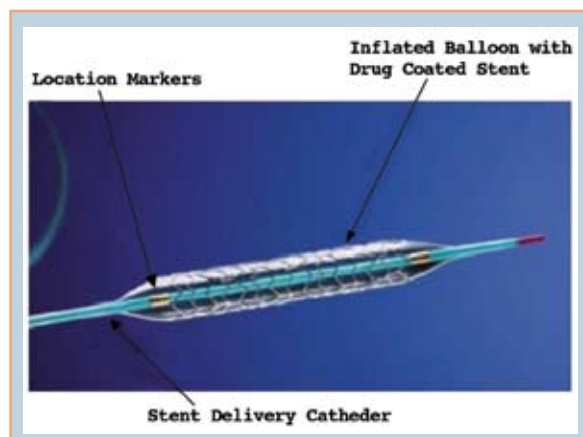 Inflated Balloon with
Drug Coated Stent
Location Markers
Stent Delivery Catheder